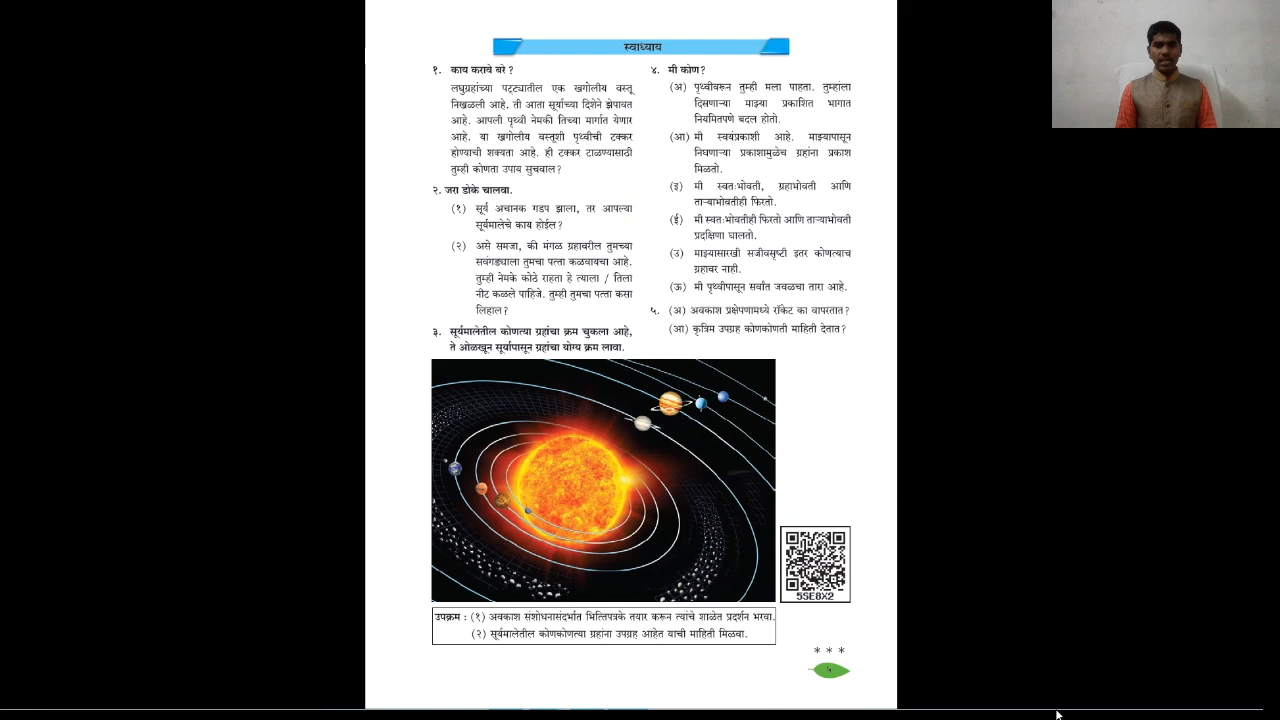 स्वाध्याय
१. काय करावे बरे ?
लघुग्रहांच्या पट्ट्यातील एक खगोलीय वस्तू
निखळली आहे. ती आता सूर्याच्या दिशेने झेपावत
आहे. आपली पृथ्वी नेमकी तिच्या मार्गात येणार
आहे. या खगोलीय वस्तूशी पृथ्वीची टक्कर
होण्याची शक्यता आहे. ही टक्कर टाळण्यासाठी
तुम्ही कोणता उपाय सुचवाल ?
२. जरा डोके चालवा.
(१) सूर्य अचानक गडप झाला, तर आपल्या
सूर्यमालेचे काय होईल ?
(२) असे समजा, की मंगळ ग्रहावरील तुमच्या
सवंगड्याला तुमचा पत्ता कळवायचा आहे.
तुम्ही नेमके कोठे राहता हे त्याला / तिला
नीट कळले पाहिजे. तुम्ही तुमचा पत्ता कसा
लिहाल ?
३. सूर्यमालेतील कोणत्या ग्रहांचा क्रम चुकला आहे,
ते ओळखून सूर्यापासून ग्रहांचा योग्य क्रम लावा.
४. मी कोण ?
(अ) पृथ्वीवरून तुम्ही मला पाहता. तुम्हांला
दिसणाऱ्या माझ्या प्रकाशित भागात
नियमितपणे बदल होतो.
(आ) मी स्वयंप्रकाशी आहे. माझ्यापासून
निघणाऱ्या प्रकाशामुळेच ग्रहांना प्रकाश
मिळतो.
(इ) मी स्वतःभोवती, ग्रहाभोवती आणि
ताऱ्याभोवतीही फिरतो.
(ई) मी स्वतःभोवतीही फिरतो आणि ताऱ्याभोवती
प्रदक्षिणा घालतो.
(उ) माझ्यासारखी सजीवसृष्टी इतर कोणत्याच
ग्रहावर नाही.
(ऊ) मी पृथ्वीपासून सर्वांत जवळचा तारा आहे.
५. (अ) अवकाश प्रक्षेपणामध्ये रॉकेट का वापरतात ?
(आ) कृत्रिम उपग्रह कोणकोणती माहिती देतात ?
5SE8X2
उपक्रम : (१) अवकाश संशोधनासंदर्भात भित्तिपत्रके तयार करून त्यांचे शाळेत प्रदर्शन भरवा.
(२) सूर्यमालेतील कोणकोणत्या ग्रहांना उपग्रह आहेत याची माहिती मिळवा.
* * *
५